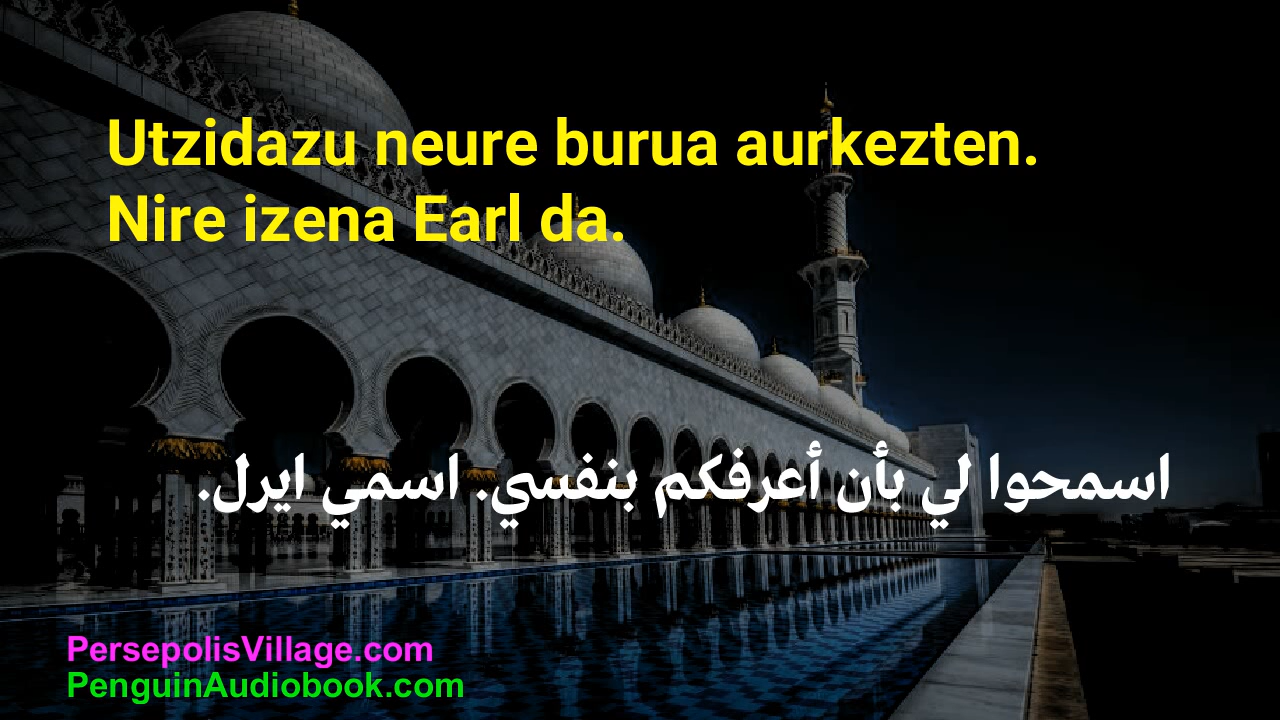 Utzidazu neure burua aurkezten.
Nire izena Earl da.
اسمحوا لي بأن أعرفكم بنفسي. اسمي ايرل.
PersepolisVillage.com
PenguinAudiobook.com